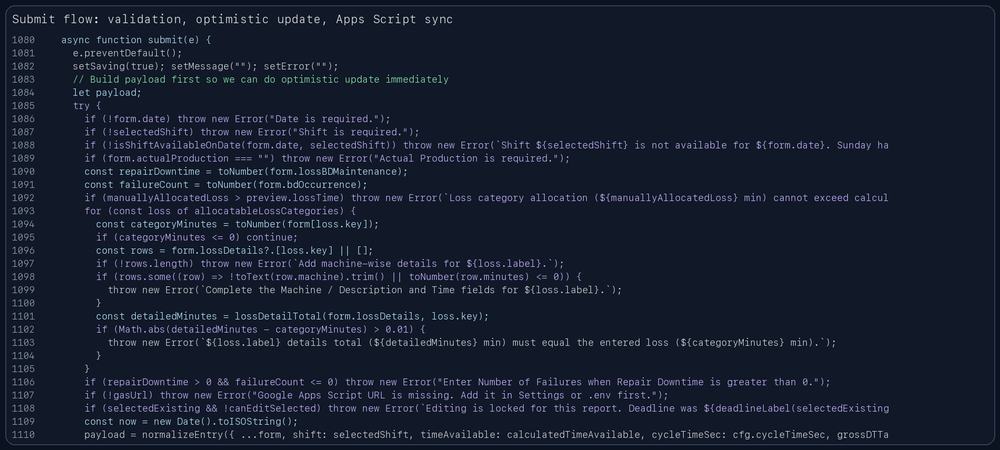 Submit flow: validation, optimistic update, Apps Script sync
1080 async function submit(e) {
1081 e.preventDefault();
1082 setSaving(true); setMessage(""); setError("");
1083 // Build payload first so we can do optimistic update immediately
1084 let payload;
1085 try {
1086 if (!form.date) throw new Error("Date is required.");
1087 if (!selectedShift) throw new Error("Shift is required.");
1088 if (!isShiftAvailableOnDate(form.date, selectedShift)) throw new Error(`Shift ${selectedShift} is not available for ${form.date}. Sunday ha
1089 if (form.actualProduction === "") throw new Error("Actual Production is required.");
1090 const repairDowntime = toNumber(form.lossBDMaintenance);
1091 const failureCount = toNumber(form.bdOccurrence);
1092 if (manuallyAllocatedLoss > preview.lossTime) throw new Error(`Loss category allocation (${manuallyAllocatedLoss} min) cannot exceed calcul
1093 for (const loss of allocatableLossCategories) {
1094 const categoryMinutes = toNumber(form[loss.key]);
1095 if (categoryMinutes <= 0) continue;
1096 const rows = form.lossDetails?.[loss.key] || [];
1097 if (!rows.length) throw new Error(`Add machine-wise details for ${loss.label}.`);
1098 if (rows.some((row) => !toText(row.machine).trim() || toNumber(row.minutes) <= 0)) {
1099 throw new Error(`Complete the Machine / Description and Time fields for ${loss.label}.`);
1100 }
1101 const detailedMinutes = lossDetailTotal(form.lossDetails, loss.key);
1102 if (Math.abs(detailedMinutes - categoryMinutes) > 0.01) {
1103 throw new Error(`${loss.label} details total (${detailedMinutes} min) must equal the entered loss (${categoryMinutes} min).`);
1104 }
1105 }
1106 if (repairDowntime > 0 && failureCount <= 0) throw new Error("Enter Number of Failures when Repair Downtime is greater than 0.");
1107 if (!gasUrl) throw new Error("Google Apps Script URL is missing. Add it in Settings or .env first.");
1108 if (selectedExisting && !canEditSelected) throw new Error(`Editing is locked for this report. Deadline was ${deadlineLabel(selectedExisting
1109 const now = new Date().toISOString();
1110 payload = normalizeEntry({ ...form, shift: selectedShift, timeAvailable: calculatedTimeAvailable, cycleTimeSec: cfg.cycleTimeSec, grossDTTa